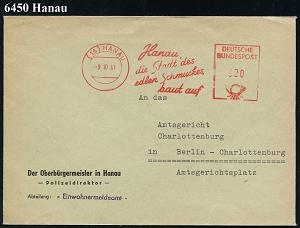 6450 Hanau
(16) HANAU
-9.10.61
Hanau
die Stadt des
edlen Schmuckes
baut auf
DEUTSCHE
BUNDESPOST
020
An das
Amtsgericht
Charlottenburg
in Berlin - Charlottenburg
Amtsgerichtsplatz
Der Oberbürgermeister in Hanau
— Polizeidirektor —
Abteilung: - Einwohnermeldeamt -